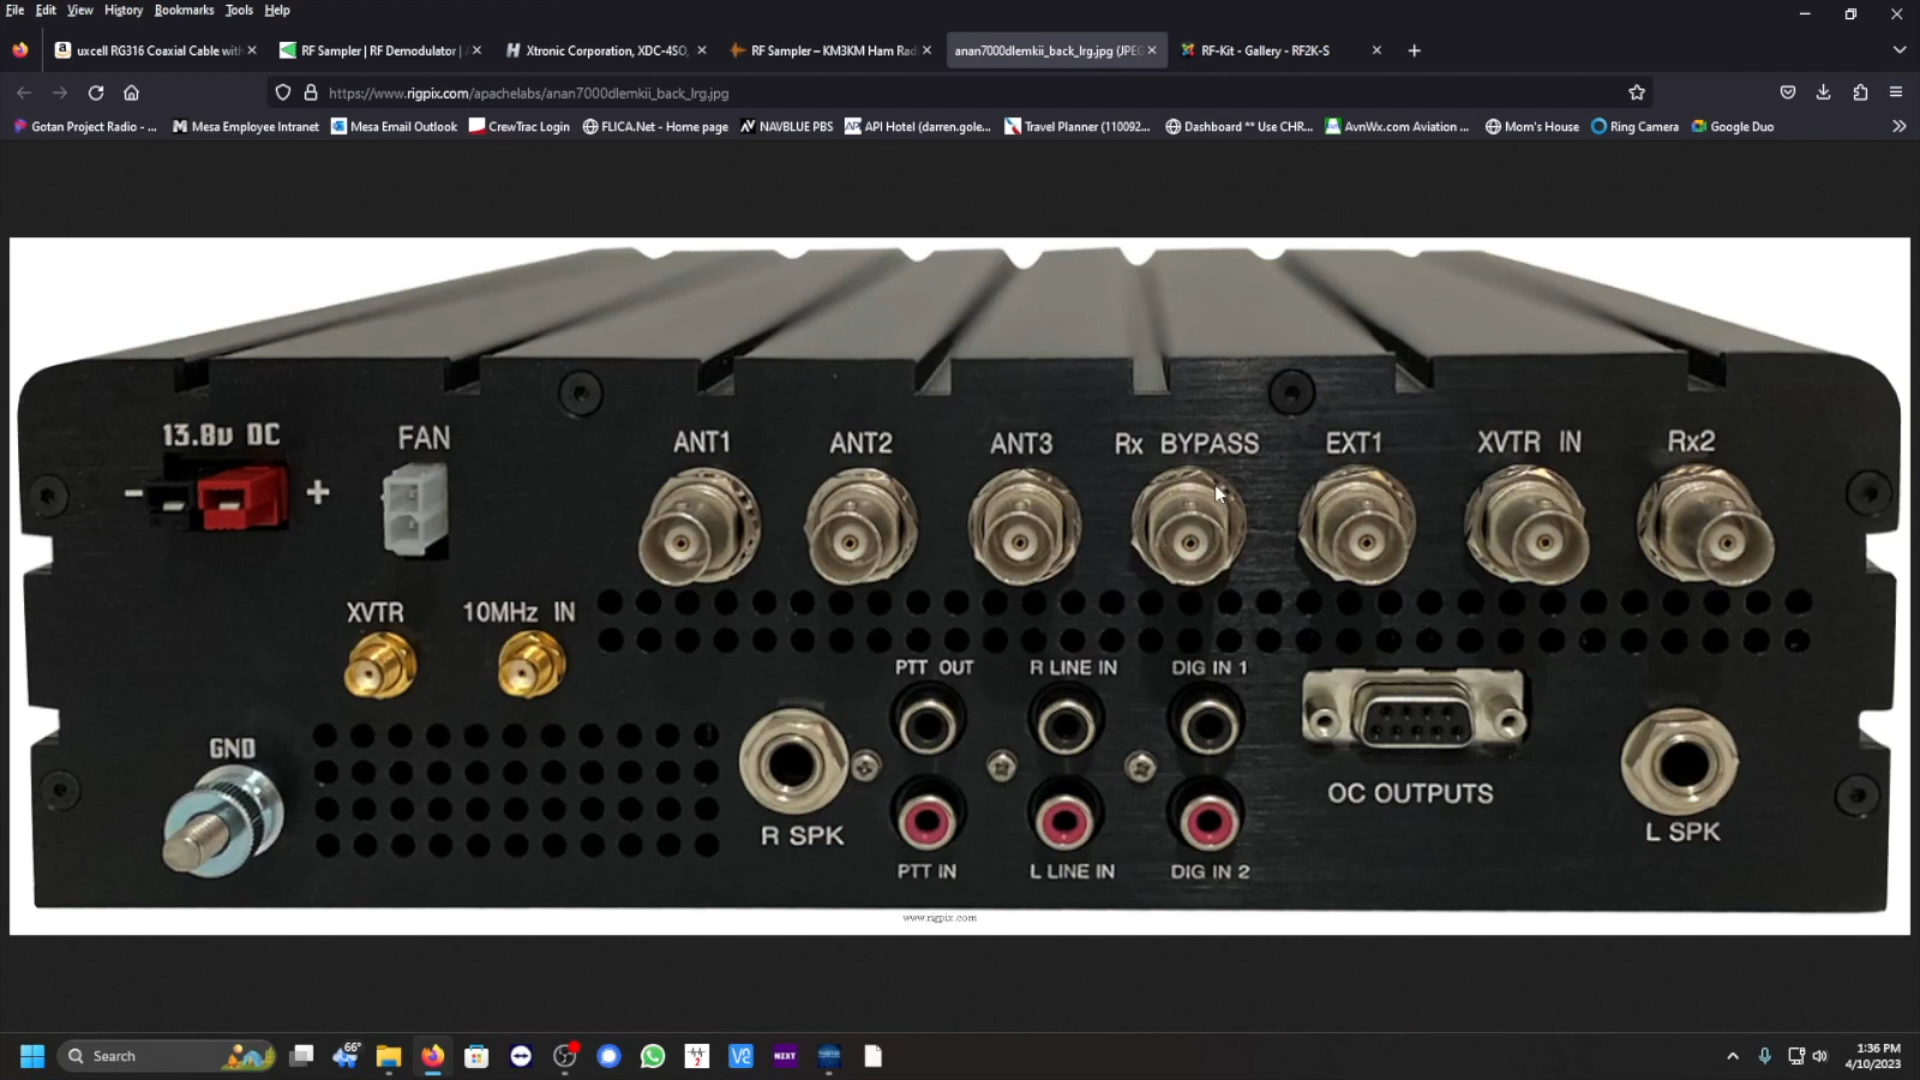 File Edit View History Bookmarks Tools Help
uxcell RG316 Coaxial Cable with
RF Sampler | RF Demodulator |
Xtronic Corporation, XDC-4SO,
RF Sampler – KM3KM Ham Rad
anan7000dlemkii_back_lrg.jpg (JPEG
RF-Kit - Gallery - RF2K-S
https://www.rigpix.com/apachelabs/anan7000dlemkii_back_lrg.jpg
Gotan Project Radio - ... Mesa Employee Intranet Mesa Email Outlook CrewTrac Login FLICA.Net - Home page NAVBLUE PBS API Hotel (darren.gole... Travel Planner (110092... Dashboard ** Use CHR... AvnWx.com Aviation ... Mom's House Ring Camera Google Duo
13.8v DC FAN ANT1 ANT2 ANT3 Rx BYPASS EXT1 XVTR IN Rx2
- +
XVTR 10MHz IN
PTT OUT R LINE IN DIG IN 1
GND
OC OUTPUTS
R SPK L SPK
PTT IN L LINE IN DIG IN 2
www.rigpix.com
66°
Search
NZXT
1:36 PM
4/10/2023